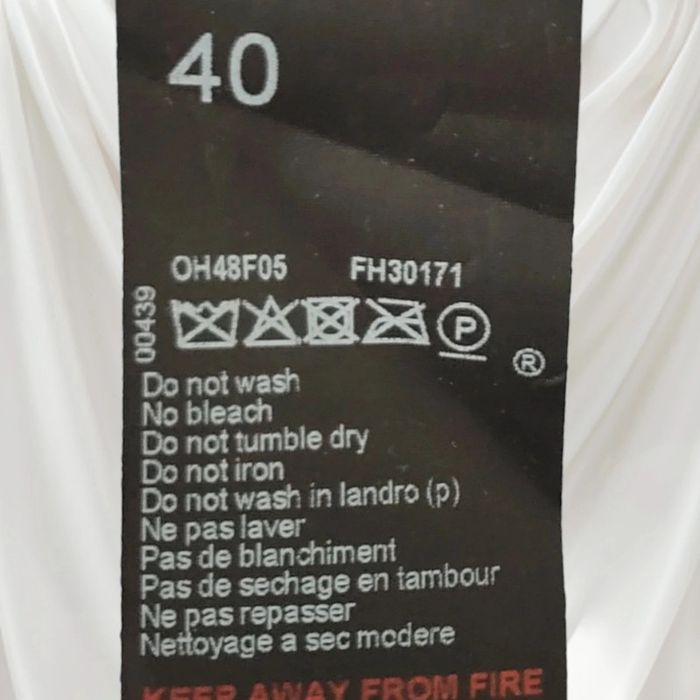 40
OH48F05 FH30171
00439
P
®
Do not wash
No bleach
Do not tumble dry
Do not iron
Do not wash in landro (p)
Ne pas laver
Pas de blanchiment
Pas de sechage en tambour
Ne pas repasser
Nettoyage a sec modere
KEEP AWAY FROM FIRE